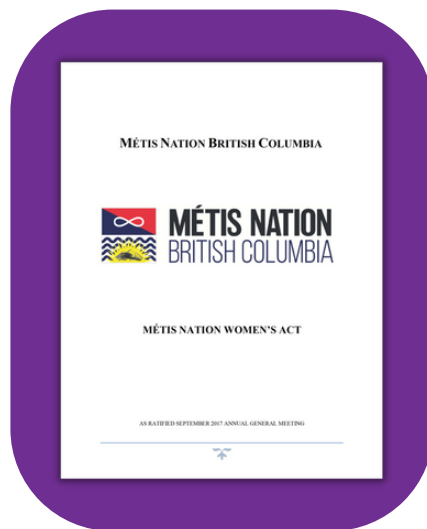 MÉTIS NATION BRITISH COLUMBIA
MÉTIS NATION
BRITISH COLUMBIA
MÉTIS NATION WOMEN'S ACT
AS RATIFIED SEPTEMBER 2017 ANNUAL GENERAL MEETING